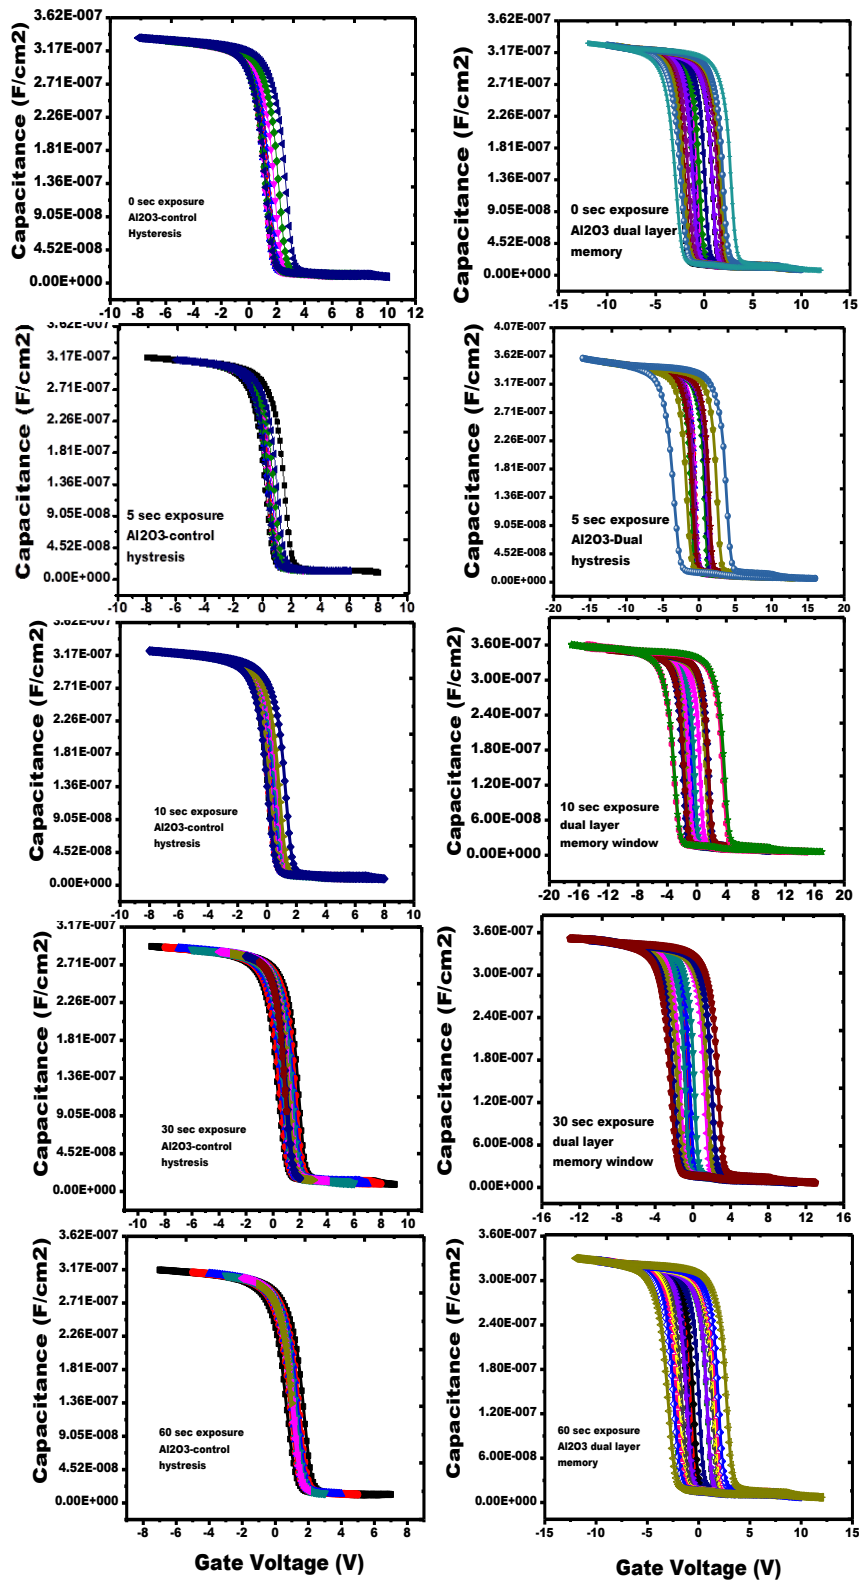 Capacitance (F/cm2)
3.62E-007
3.17E-007
2.71E-007
2.26E-007
1.81E-007
1.36E-007
9.05E-008
4.52E-008
0.00E+000
0 sec exposure
Al2O3-control
Hysteresis
-10 -8 -6 -4 -2 0 2 4 6 8 10 12
Capacitance (F/cm2)
3.62E-007
3.17E-007
2.71E-007
2.26E-007
1.81E-007
1.36E-007
9.05E-008
4.52E-008
0.00E+000
0 sec exposure
Al2O3 dual layer
memory
-15 -10 -5 0 5 10 15
Capacitance (F/cm2)
3.62E-007
3.17E-007
2.71E-007
2.26E-007
1.81E-007
1.36E-007
9.05E-008
4.52E-008
0.00E+000
5 sec exposure
Al2O3-control
hystresis
-10 -8 -6 -4 -2 0 2 4 6 8 10
Capacitance (F/cm2)
4.07E-007
3.62E-007
3.17E-007
2.71E-007
2.26E-007
1.81E-007
1.36E-007
9.05E-008
4.52E-008
0.00E+000
5 sec exposure
Al2O3-Dual
hystresis
-20 -15 -10 -5 0 5 10 15 20
Capacitance (F/cm2)
3.62E-007
3.17E-007
2.71E-007
2.26E-007
1.81E-007
1.36E-007
9.05E-008
4.52E-008
0.00E+000
10 sec exposure
Al2O3-control
hystresis
-10 -8 -6 -4 -2 0 2 4 6 8 10
Capacitance (F/cm2)
3.60E-007
3.00E-007
2.40E-007
1.80E-007
1.20E-007
6.00E-008
0.00E+000
10 sec exposure
dual layer
memory window
-20 -16 -12 -8 -4 0 4 8 12 16 20
Capacitance (F/cm2)
3.17E-007
2.71E-007
2.26E-007
1.81E-007
1.36E-007
9.05E-008
4.52E-008
0.00E+000
30 sec exposure
Al2O3-control
hystresis
-10 -8 -6 -4 -2 0 2 4 6 8 10
Capacitance (F/cm2)
3.60E-007
3.00E-007
2.40E-007
1.80E-007
1.20E-007
6.00E-008
0.00E+000
30 sec exposure
dual layer
memory window
-16 -12 -8 -4 0 4 8 12 16
Capacitance (F/cm2)
3.62E-007
3.17E-007
2.71E-007
2.26E-007
1.81E-007
1.36E-007
9.05E-008
4.52E-008
0.00E+000
60 sec exposure
Al2O3-control
hystresis
-8 -6 -4 -2 0 2 4 6 8
Gate Voltage (V)
Capacitance (F/cm2)
3.60E-007
3.00E-007
2.40E-007
1.80E-007
1.20E-007
6.00E-008
0.00E+000
60 sec exposure
Al2O3 dual layer
memory
-15 -10 -5 0 5 10 15
Gate Voltage (V)